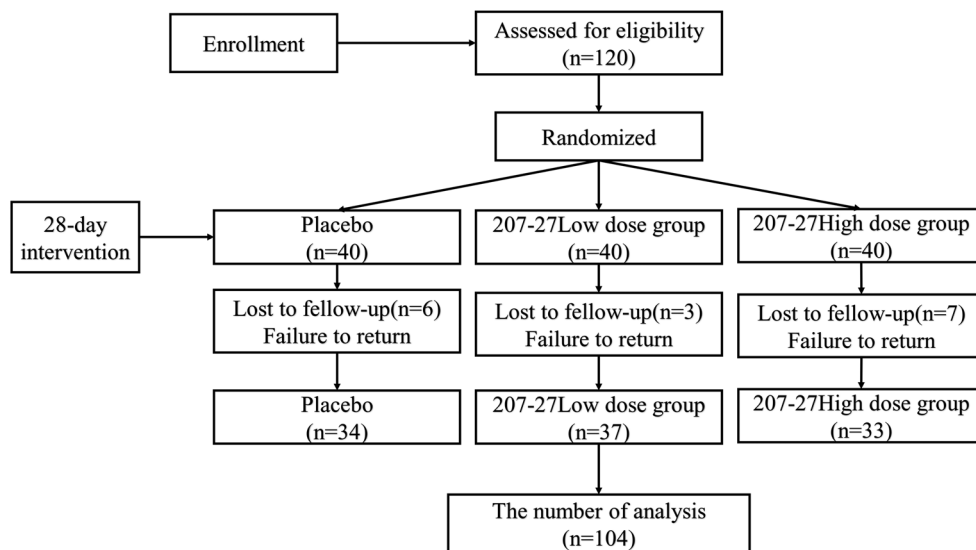 Enrollment
Assessed for eligibility
(n=120)
Randomized
28-day
intervention
Placebo
(n=40)
207-27Low dose group
(n=40)
207-27High dose group
(n=40)
Lost to fellow-up(n=6)
Failure to return
Lost to fellow-up(n=3)
Failure to return
Lost to fellow-up(n=7)
Failure to return
Placebo
(n=34)
207-27Low dose group
(n=37)
207-27High dose group
(n=33)
The number of analysis
(n=104)